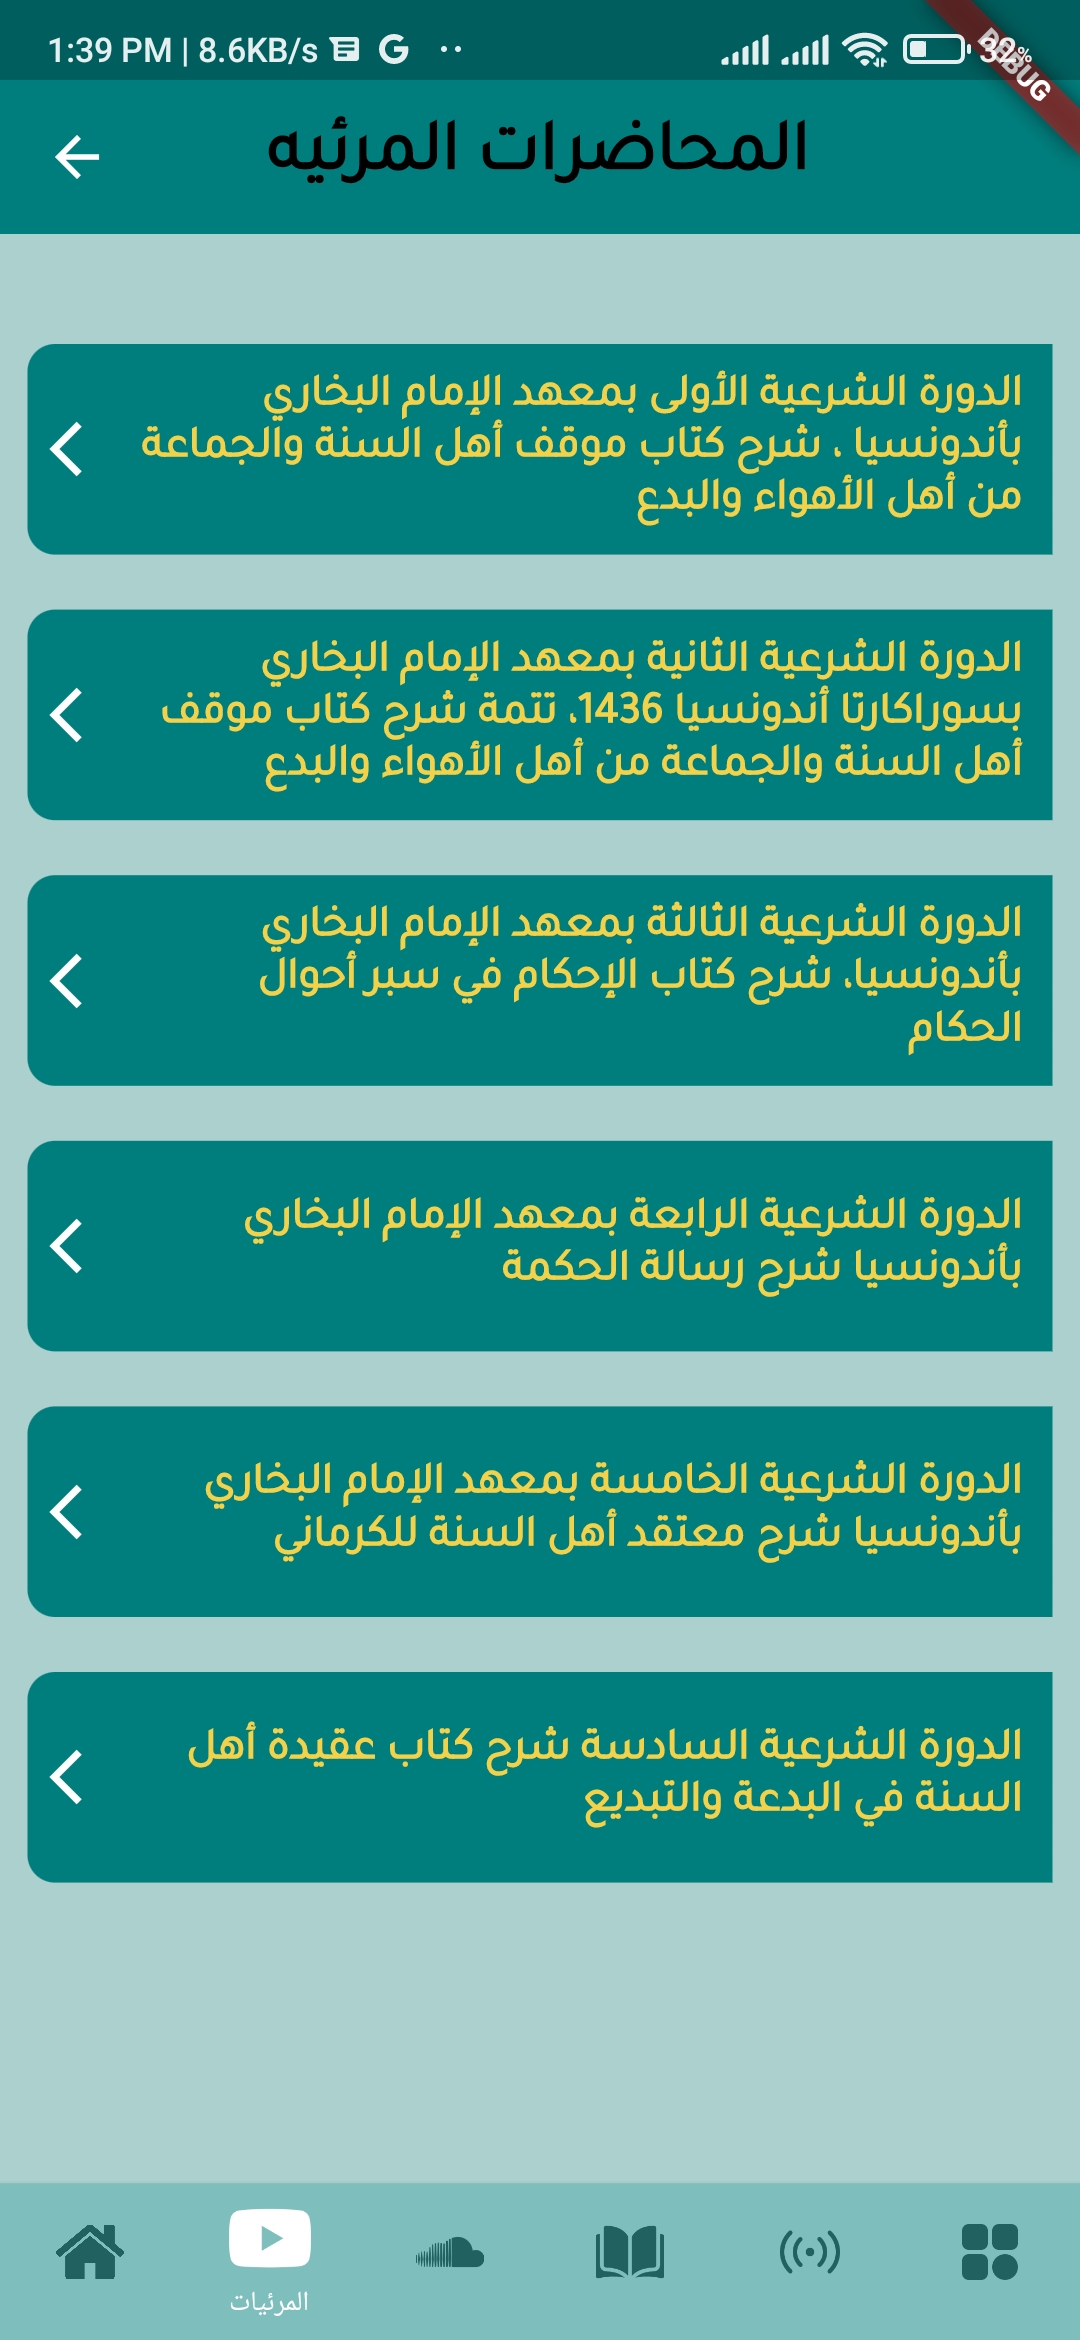 1:39 PM | 8.6KB/s
32%
DEBUG
المحاضرات المرئيه
الدورة الشرعية الأولى بمعهد الإمام البخاري
بأندونسيا ، شرح كتاب موقف أهل السنة والجماعة
من أهل الأهواء والبدع
الدورة الشرعية الثانية بمعهد الإمام البخاري
بسوراكارتا أندونسيا 1436، تتمة شرح كتاب موقف
أهل السنة والجماعة من أهل الأهواء والبدع
الدورة الشرعية الثالثة بمعهد الإمام البخاري
بأندونسيا، شرح كتاب الإحكام في سبر أحوال
الحكام
الدورة الشرعية الرابعة بمعهد الإمام البخاري
بأندونسيا شرح رسالة الحكمة
الدورة الشرعية الخامسة بمعهد الإمام البخاري
بأندونسيا شرح معتقد أهل السنة للكرماني
الدورة الشرعية السادسة شرح كتاب عقيدة أهل
السنة في البدعة والتبديع
المرئيات